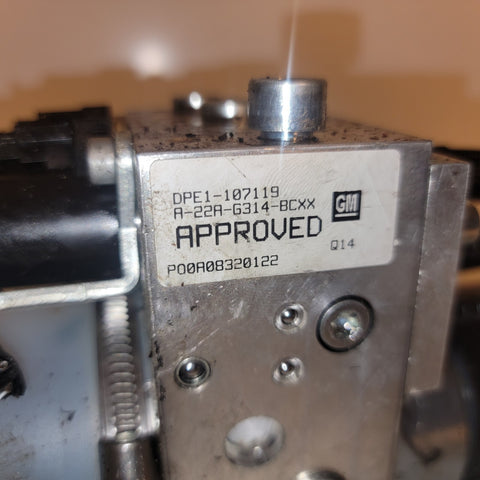 DPE1-107119
A-22A-G314-BCXX
GM
APPROVED
Q14
P00A08320122